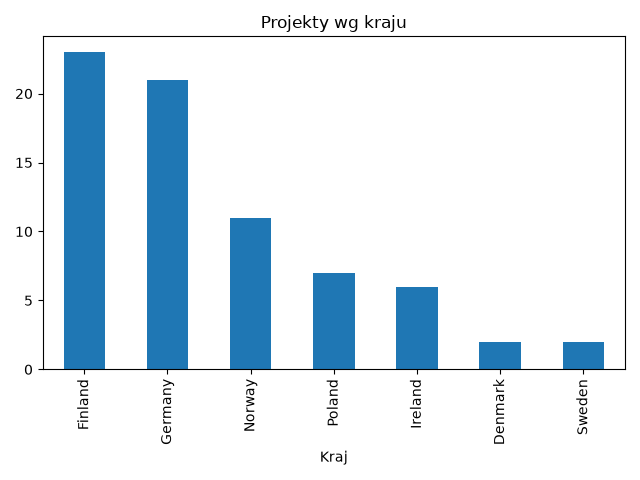 Projekty wg kraju
20
15
10
5
0
Finland
Germany
Norway
Poland
Ireland
Denmark
Sweden
Kraj